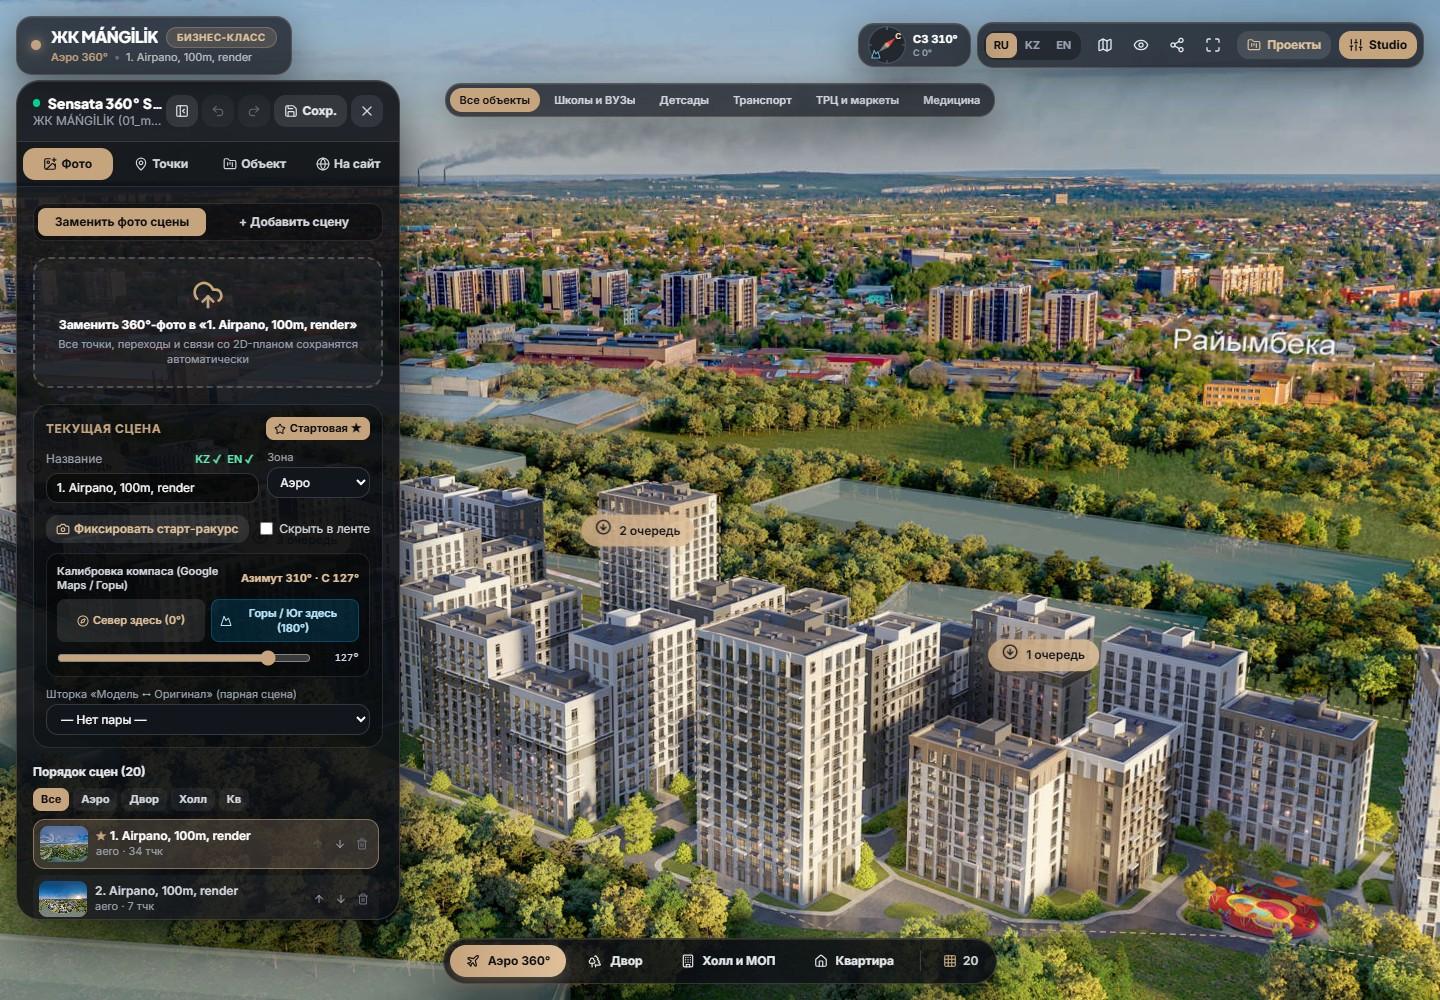 ЖК MÁŃGİLİK
БИЗНЕС-КЛАСС
Аэро 360° • 1. Airpano, 100m, render
СЗ 310°
С 0°
С
RU KZ EN
Проекты
Studio
Все объекты Школы и ВУЗы Детсады Транспорт ТРЦ и маркеты Медицина
Sensata 360° S...
ЖК MÁŃGİLİK (01_m...
Сохр.
Фото Точки Объект На сайт
Заменить фото сцены + Добавить сцену
Заменить 360°-фото в «1. Airpano, 100m, render»
Все точки, переходы и связи со 2D-планом сохранятся
автоматически
ТЕКУЩАЯ СЦЕНА
Стартовая ★
Название KZ ✓ EN ✓ Зона
1. Airpano, 100m, render
Аэро
Фиксировать старт-ракурс
Скрыть в ленте
Калибровка компаса (Google
Maps / Горы)
Азимут 310° · С 127°
Север здесь (0°)
Горы / Юг здесь
(180°)
127°
Шторка «Модель ↔ Оригинал» (парная сцена)
— Нет пары —
Порядок сцен (20)
Все Аэро Двор Холл Кв
★ 1. Airpano, 100m, render
aero · 34 тчк
2. Airpano, 100m, render
aero · 7 тчк
Райымбека
2 очередь
1 очередь
Аэро 360° Двор Холл и МОП Квартира 20